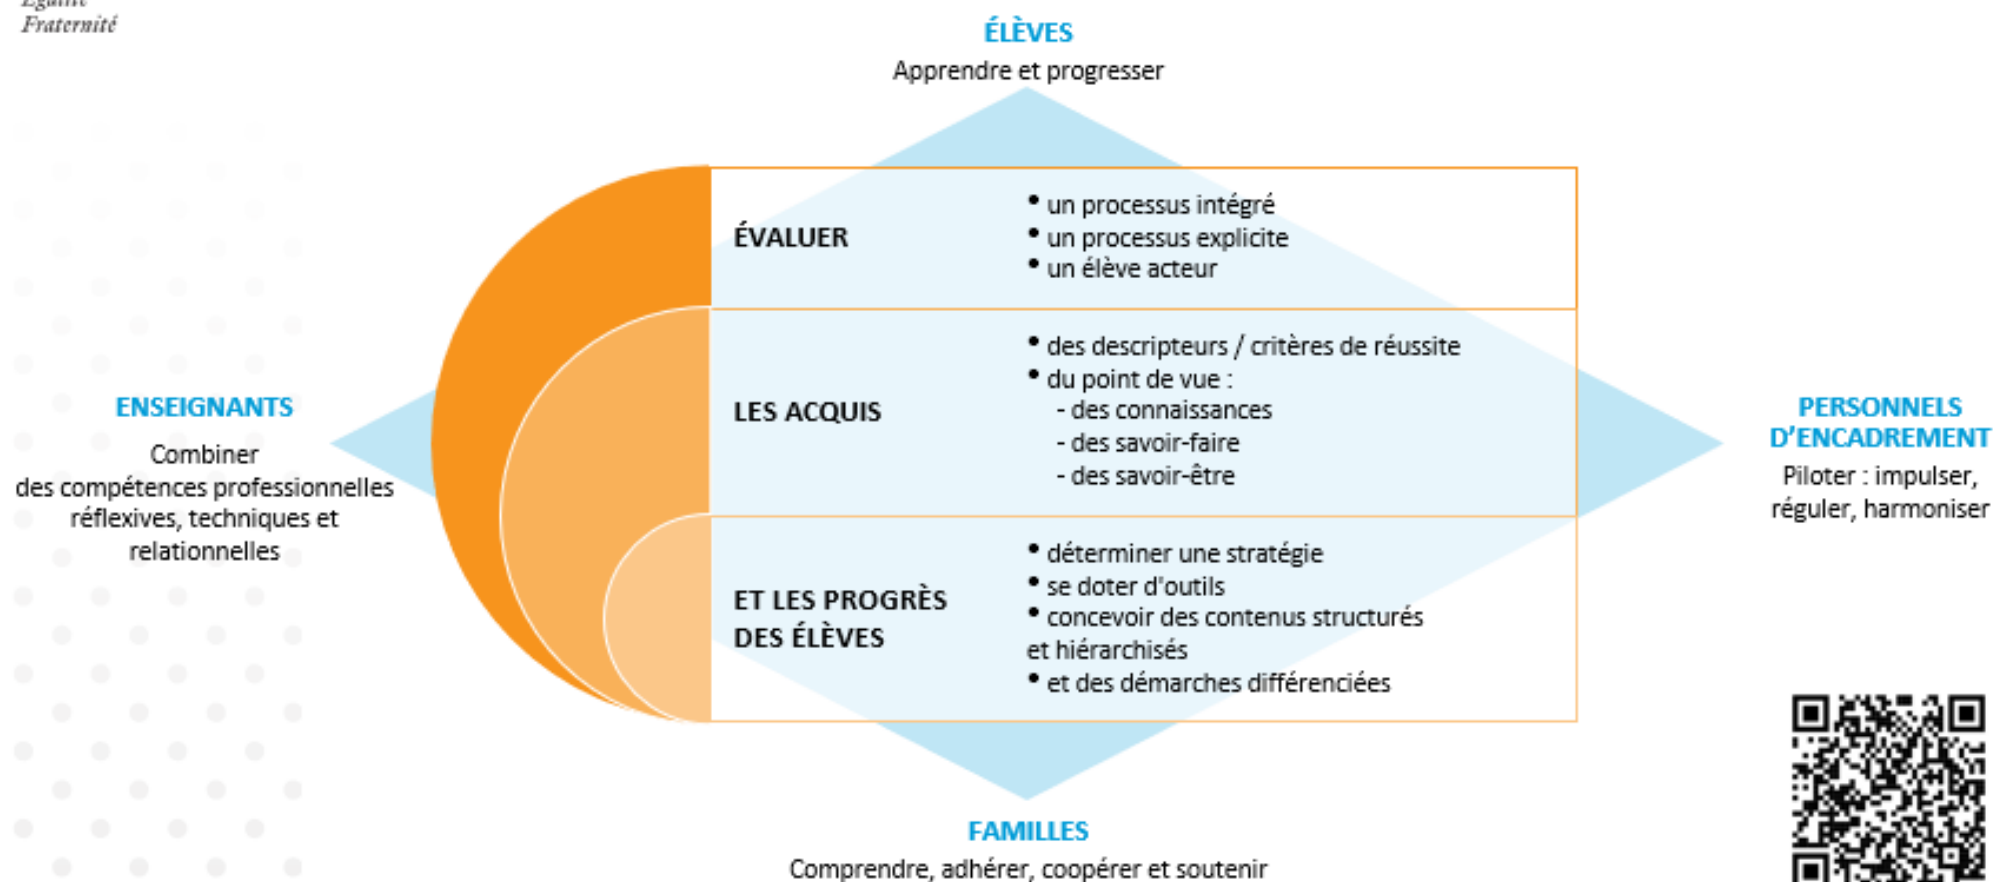 Fraternité
ÉLÈVES
Apprendre et progresser
ÉVALUER
• un processus intégré
• un processus explicite
• un élève acteur
LES ACQUIS
• des descripteurs / critères de réussite
• du point de vue :
- des connaissances
- des savoir-faire
- des savoir-être
ET LES PROGRÈS
DES ÉLÈVES
• déterminer une stratégie
• se doter d'outils
• concevoir des contenus structurés
et hiérarchisés
• et des démarches différenciées
ENSEIGNANTS
Combiner
des compétences professionnelles
réflexives, techniques et
relationnelles
PERSONNELS
D'ENCADREMENT
Piloter : impulser,
réguler, harmoniser
FAMILLES
Comprendre, adhérer, coopérer et soutenir